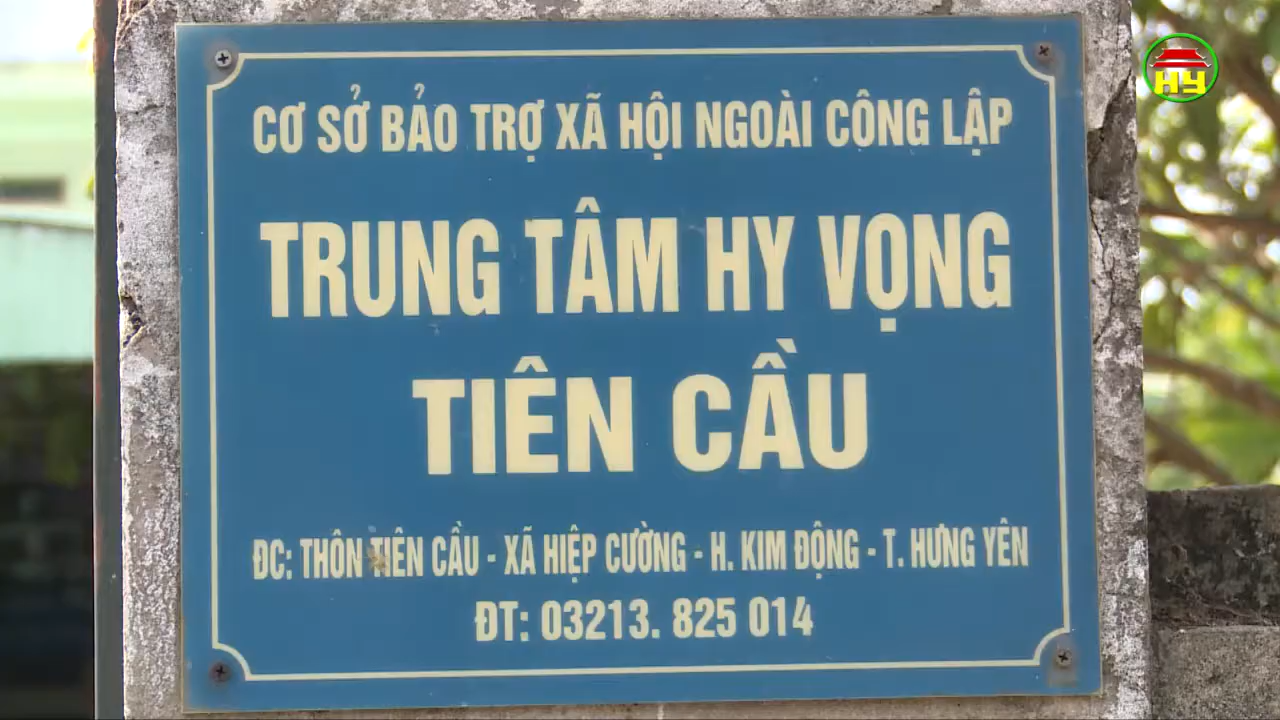 CƠ SỞ BẢO TRỢ XÃ HỘI NGOÀI CÔNG LẬP
TRUNG TÂM HY VỌNG
TIÊN CẦU
ĐC: THÔN TIÊN CẦU - XÃ HIỆP CƯỜNG - H. KIM ĐỘNG - T. HƯNG YÊN
ĐT: 03213. 825 014
HY